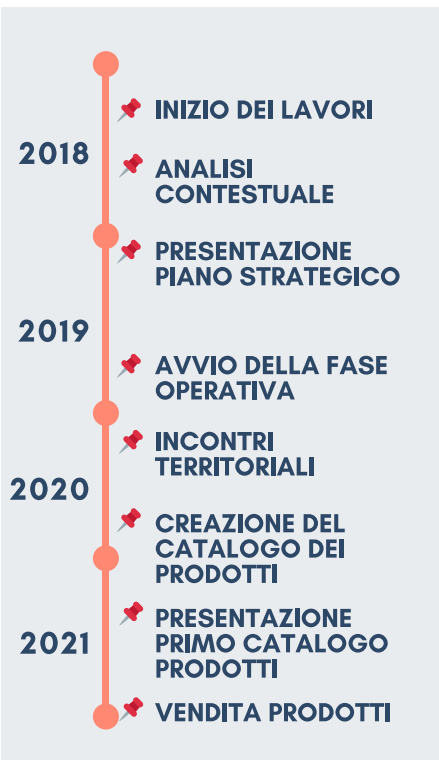 INIZIO DEI LAVORI
2018
ANALISI
CONTESTUALE
PRESENTAZIONE
PIANO STRATEGICO
2019
AVVIO DELLA FASE
OPERATIVA
INCONTRI
TERRITORIALI
2020
CREAZIONE DEL
CATALOGO DEI
PRODOTTI
PRESENTAZIONE
PRIMO CATALOGO
PRODOTTI
2021
VENDITA PRODOTTI